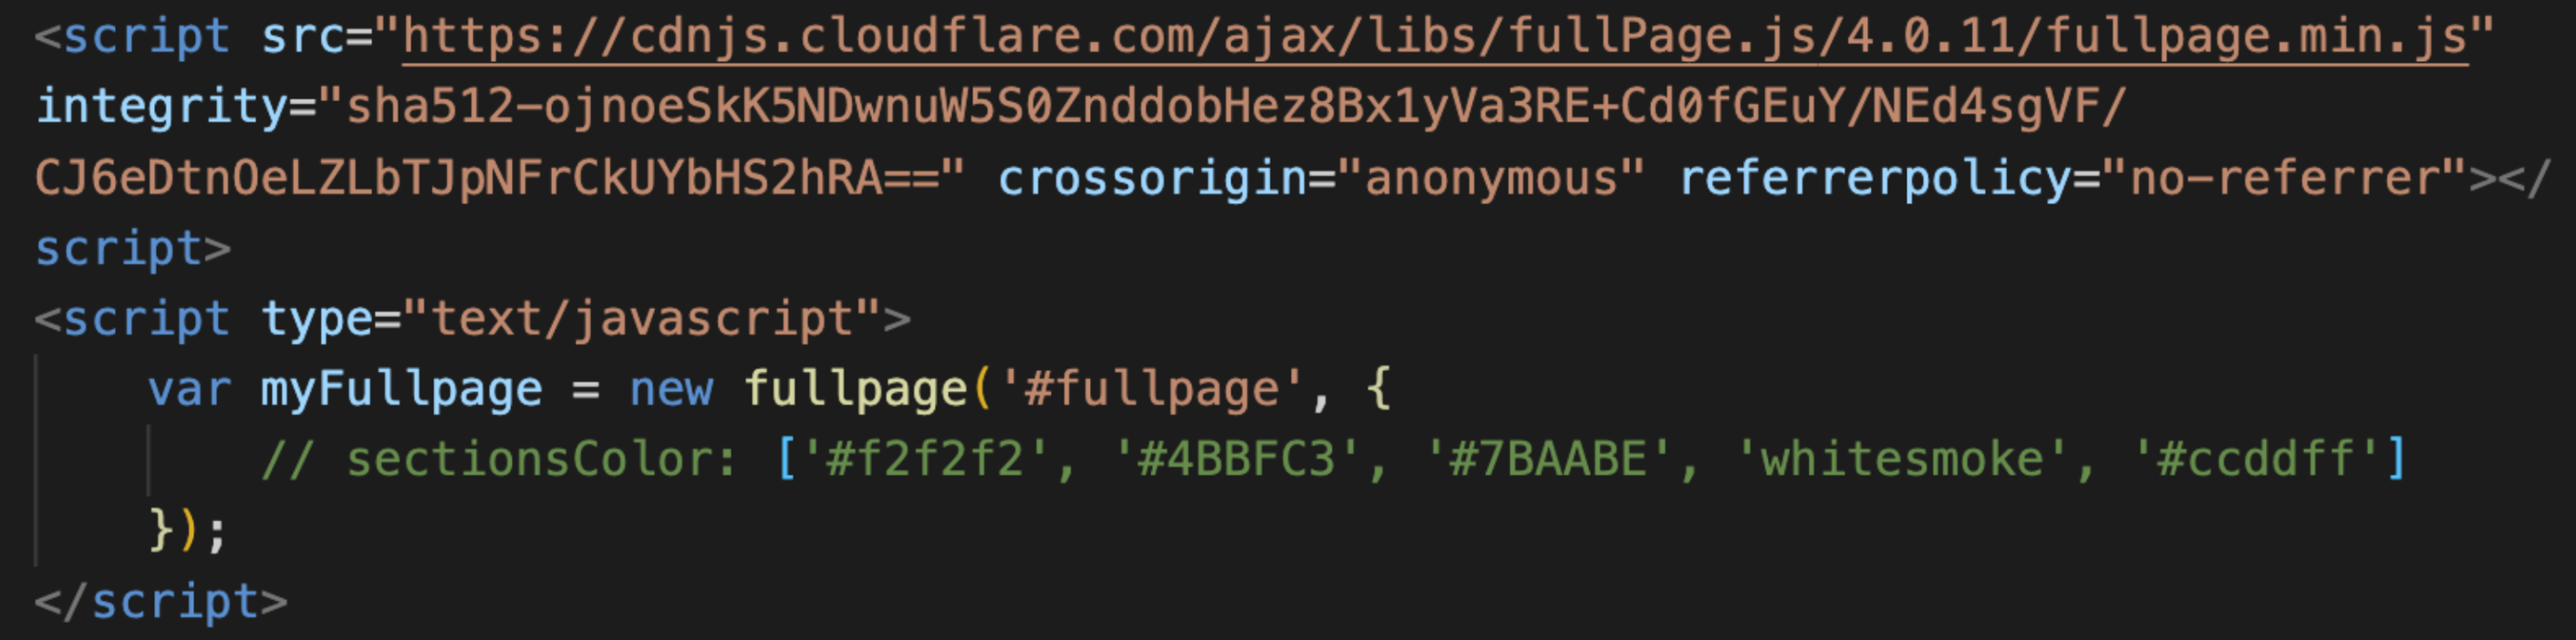 <script src="https://cdnjs.cloudflare.com/ajax/libs/fullPage.js/4.0.11/fullpage.min.js"
integrity="sha512-ojnoeSkK5NDwnuW5S0ZnddobHez8Bx1yVa3RE+Cd0fGEuY/NEd4sgVF/
CJ6eDtnOeLZLbTJpNFrCkUYbHS2hRA==" crossorigin="anonymous" referrerpolicy="no-referrer"></
script>
<script type="text/javascript">
    var myFullpage = new fullpage('#fullpage', {
        // sectionsColor: ['#f2f2f2', '#4BBFC3', '#7BAABE', 'whitesmoke', '#ccddff']
    });
</script>